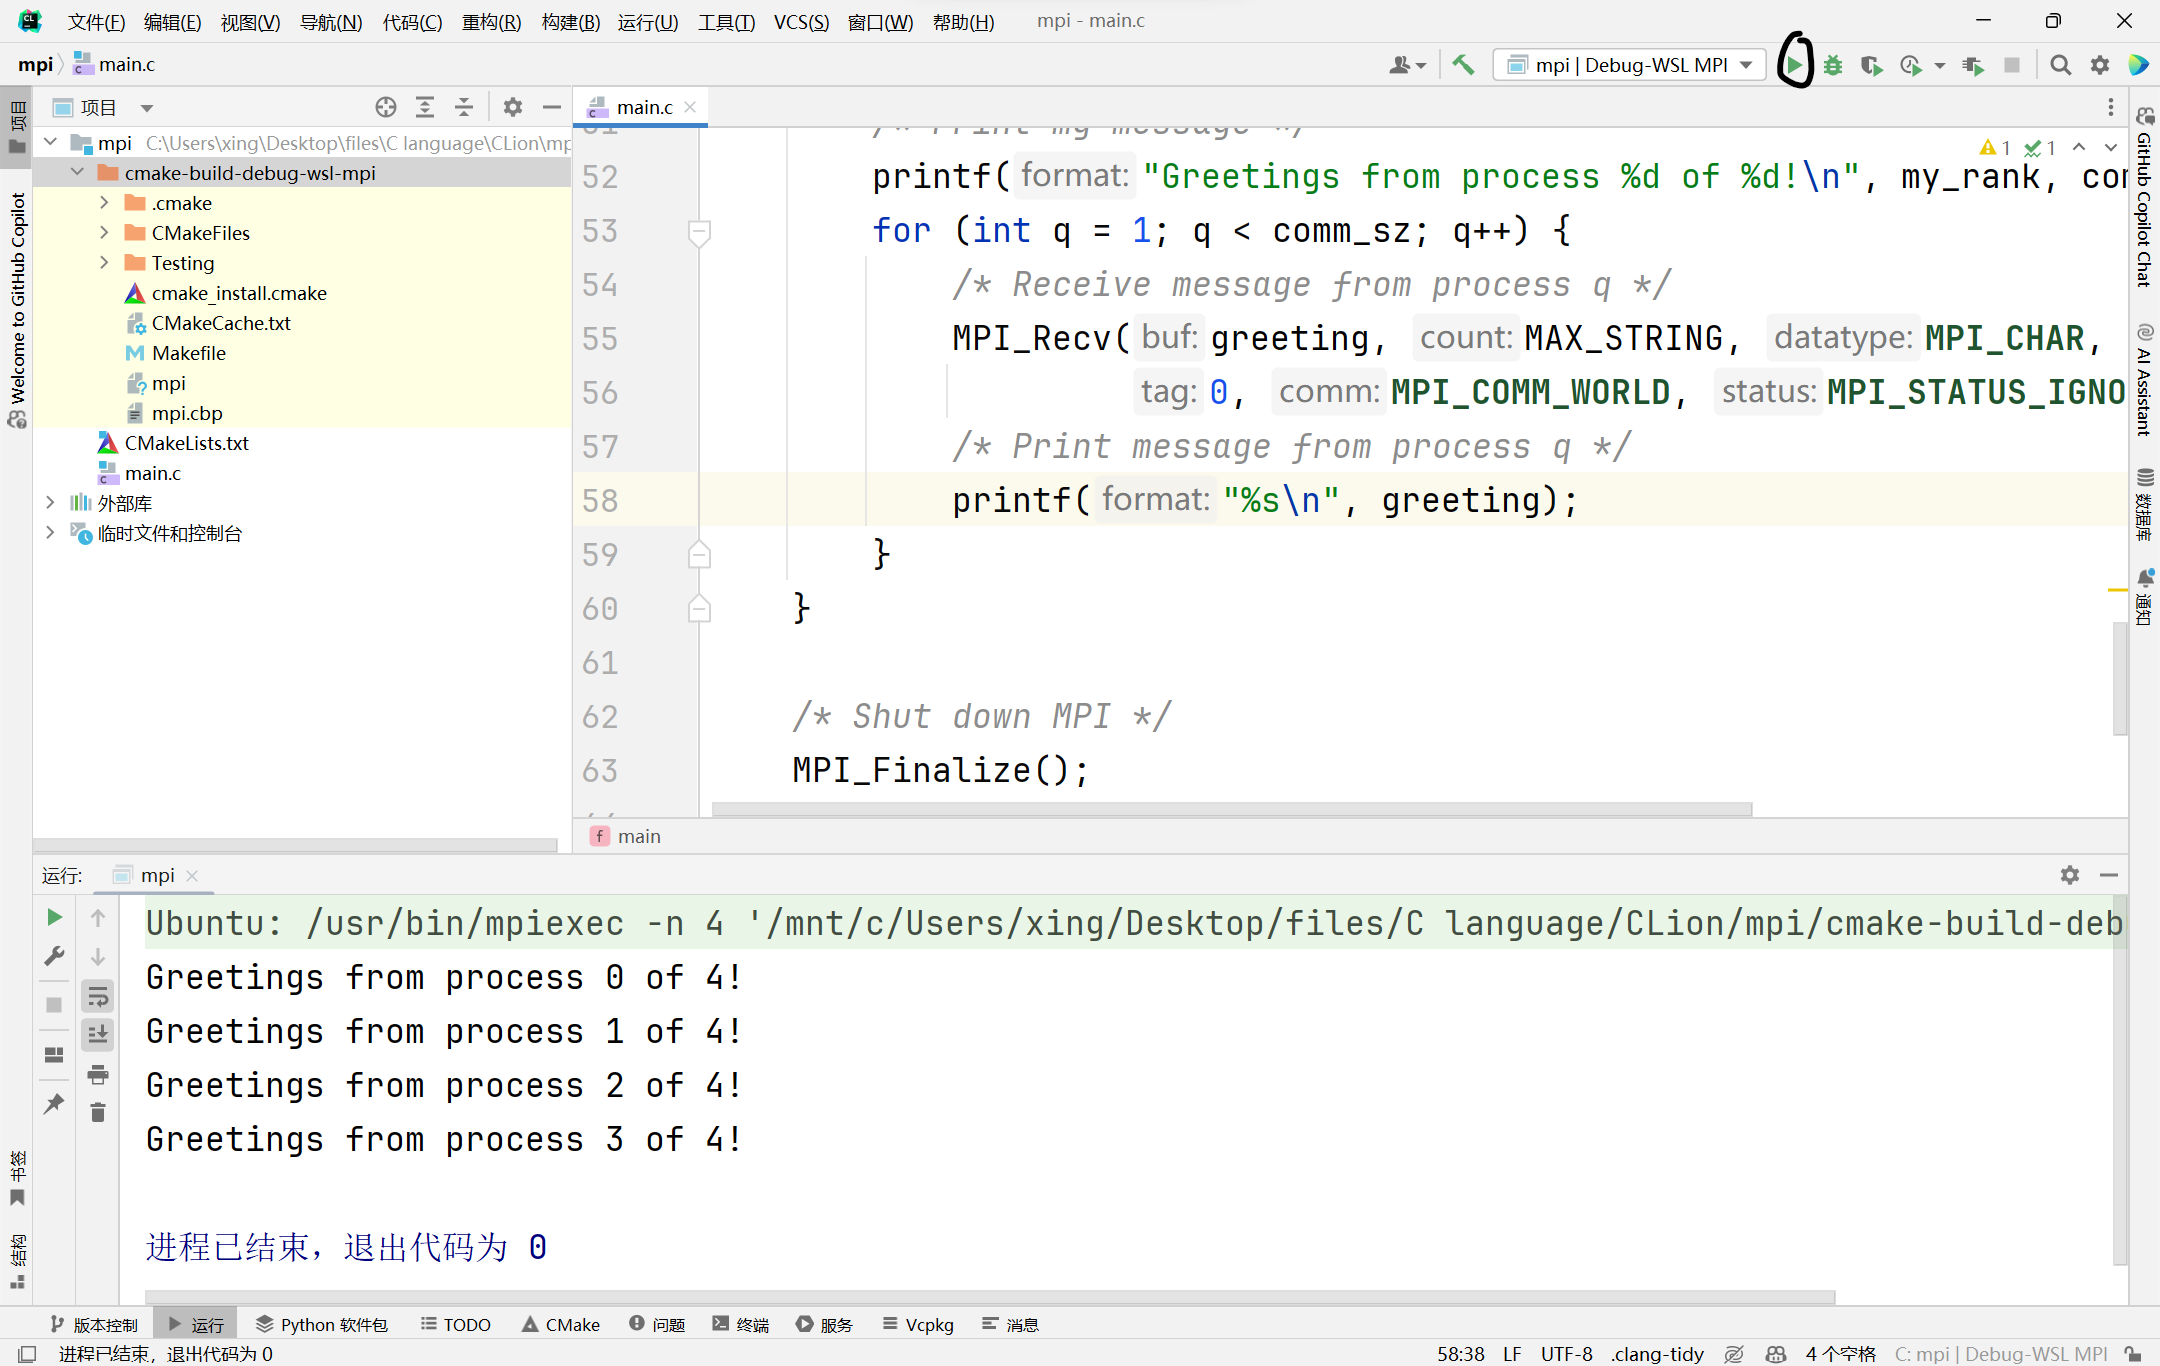 文件(F) 编辑(E) 视图(V) 导航(N) 代码(C) 重构(R) 构建(B) 运行(U) 工具(T) VCS(S) 窗口(W) 帮助(H) mpi - main.c
mpi main.c mpi | Debug-WSL MPI
项目 main.c
mpi C:\Users\xing\Desktop\files\C language\CLion\mp
cmake-build-debug-wsl-mpi
.cmake
CMakeFiles
Testing
cmake_install.cmake
CMakeCache.txt
Makefile
mpi
mpi.cbp
CMakeLists.txt
main.c
外部库
临时文件和控制台
项目
Welcome to GitHub Copilot
书签
结构
/* Print my message */
1 1
52 printf( format: "Greetings from process %d of %d!\n", my_rank, com
53 for (int q = 1; q < comm_sz; q++) {
54 /* Receive message from process q */
55 MPI_Recv( buf: greeting, count: MAX_STRING, datatype: MPI_CHAR,
56 tag: 0, comm: MPI_COMM_WORLD, status: MPI_STATUS_IGNO
57 /* Print message from process q */
58 printf( format: "%s\n", greeting);
59 }
60 }
61
62 /* Shut down MPI */
63 MPI_Finalize();
f main
GitHub Copilot Chat
AI Assistant
数据库
通知
运行: mpi
Ubuntu: /usr/bin/mpiexec -n 4 '/mnt/c/Users/xing/Desktop/files/C language/CLion/mpi/cmake-build-deb
Greetings from process 0 of 4!
Greetings from process 1 of 4!
Greetings from process 2 of 4!
Greetings from process 3 of 4!
进程已结束，退出代码为 0
版本控制 运行 Python 软件包 TODO CMake 问题 终端 服务 Vcpkg 消息
进程已结束，退出代码为 0 58:38 LF UTF-8 .clang-tidy 4 个空格 C: mpi | Debug-WSL MPI